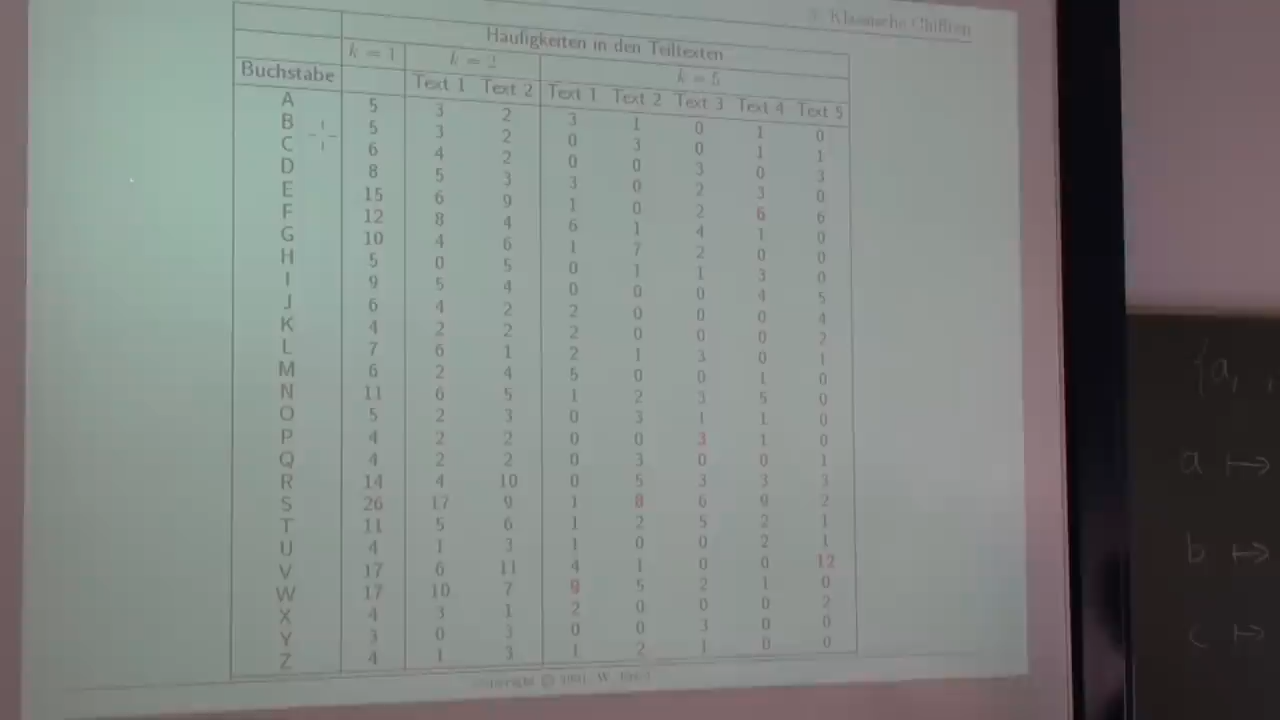 3. Klassische Chiffren
Häufigkeiten in den Teiltexten
k = 1 k = 2 k = 5
Buchstabe Text 1 Text 2 Text 1 Text 2 Text 3 Text 4 Text 5
A 5 3 2 3 1 0 1 0
B 5 3 2 0 3 0 1 1
C 6 4 2 0 0 3 0 3
D 8 5 3 3 0 2 3 0
E 15 6 9 1 0 2 6 6
F 12 8 4 6 1 4 1 0
G 10 4 6 1 7 2 0 0
H 5 0 5 0 1 1 3 0
I 9 5 4 0 0 0 4 5
J 6 4 2 2 0 0 0 4
K 4 2 2 2 0 0 0 2
L 7 6 1 2 1 3 0 1
M 6 2 4 5 0 0 1 0
N 11 6 5 1 2 3 5 0
O 5 2 3 0 3 1 1 0
P 4 2 2 0 0 3 1 0
Q 4 2 2 0 3 0 0 1
R 14 4 10 0 5 3 3 3
S 26 17 9 1 8 6 9 2
T 11 5 6 1 2 5 2 1
U 4 1 3 1 0 0 2 1
V 17 6 11 4 1 0 0 12
W 17 10 7 9 5 2 1 0
X 4 3 1 2 0 0 0 2
Y 3 0 3 0 0 3 0 0
Z 4 1 3 1 2 1 0 0
Copyright ©
{a,
a ↦
b ↦
c ↦